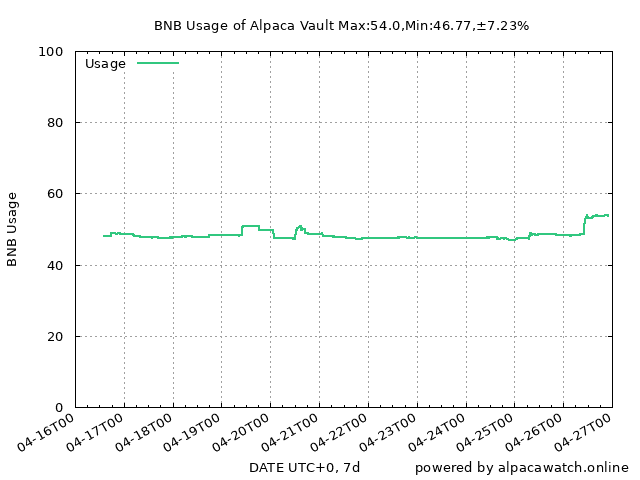 BNB Usage of Alpaca Vault Max:54.0,Min:46.77,±7.23%
Usage
100
80
60
40
20
0
BNB Usage
04-16T00
04-17T00
04-18T00
04-19T00
04-20T00
04-21T00
04-22T00
04-23T00
04-24T00
04-25T00
04-26T00
04-27T00
DATE UTC+0, 7d
powered by alpacawatch.online